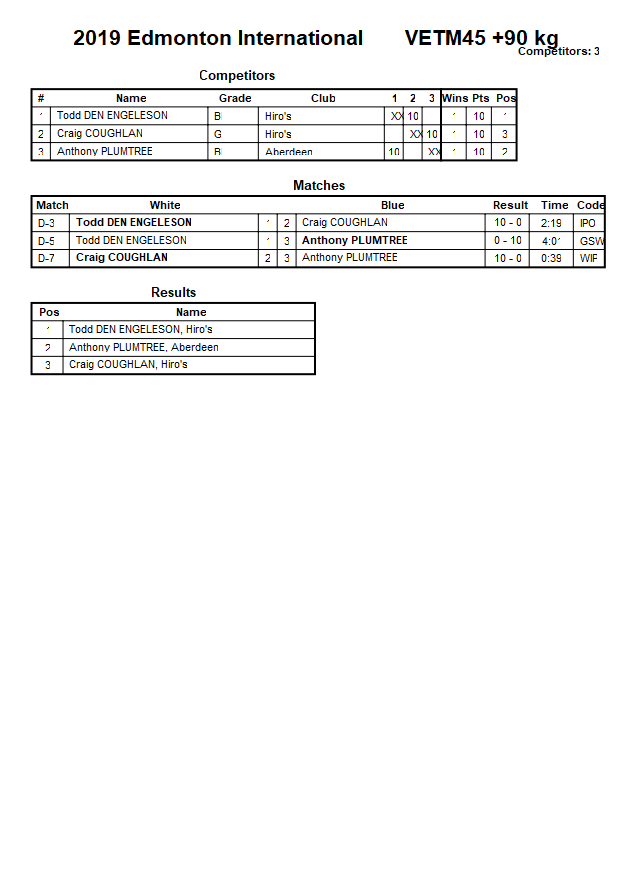 2019 Edmonton International VETM45 +90 kg
Competitors: 3
Competitors
# Name Grade Club 1 2 3 Wins Pts Pos
1 Todd DEN ENGELESON B Hiro's XX 10 1 10 1
2 Craig COUGHLAN G Hiro's XX 10 1 10 3
3 Anthony PLUMTREE B Aberdeen 10 XX 1 10 2
Matches
Match White Blue Result Time Code
D-3 Todd DEN ENGELESON 1 2 Craig COUGHLAN 10 - 0 2:19 IPO
D-5 Todd DEN ENGELESON 1 3 Anthony PLUMTREE 0 - 10 4:01 GSW
D-7 Craig COUGHLAN 2 3 Anthony PLUMTREE 10 - 0 0:39 WIP
Results
Pos Name
1 Todd DEN ENGELESON, Hiro's
2 Anthony PLUMTREE, Aberdeen
3 Craig COUGHLAN, Hiro's